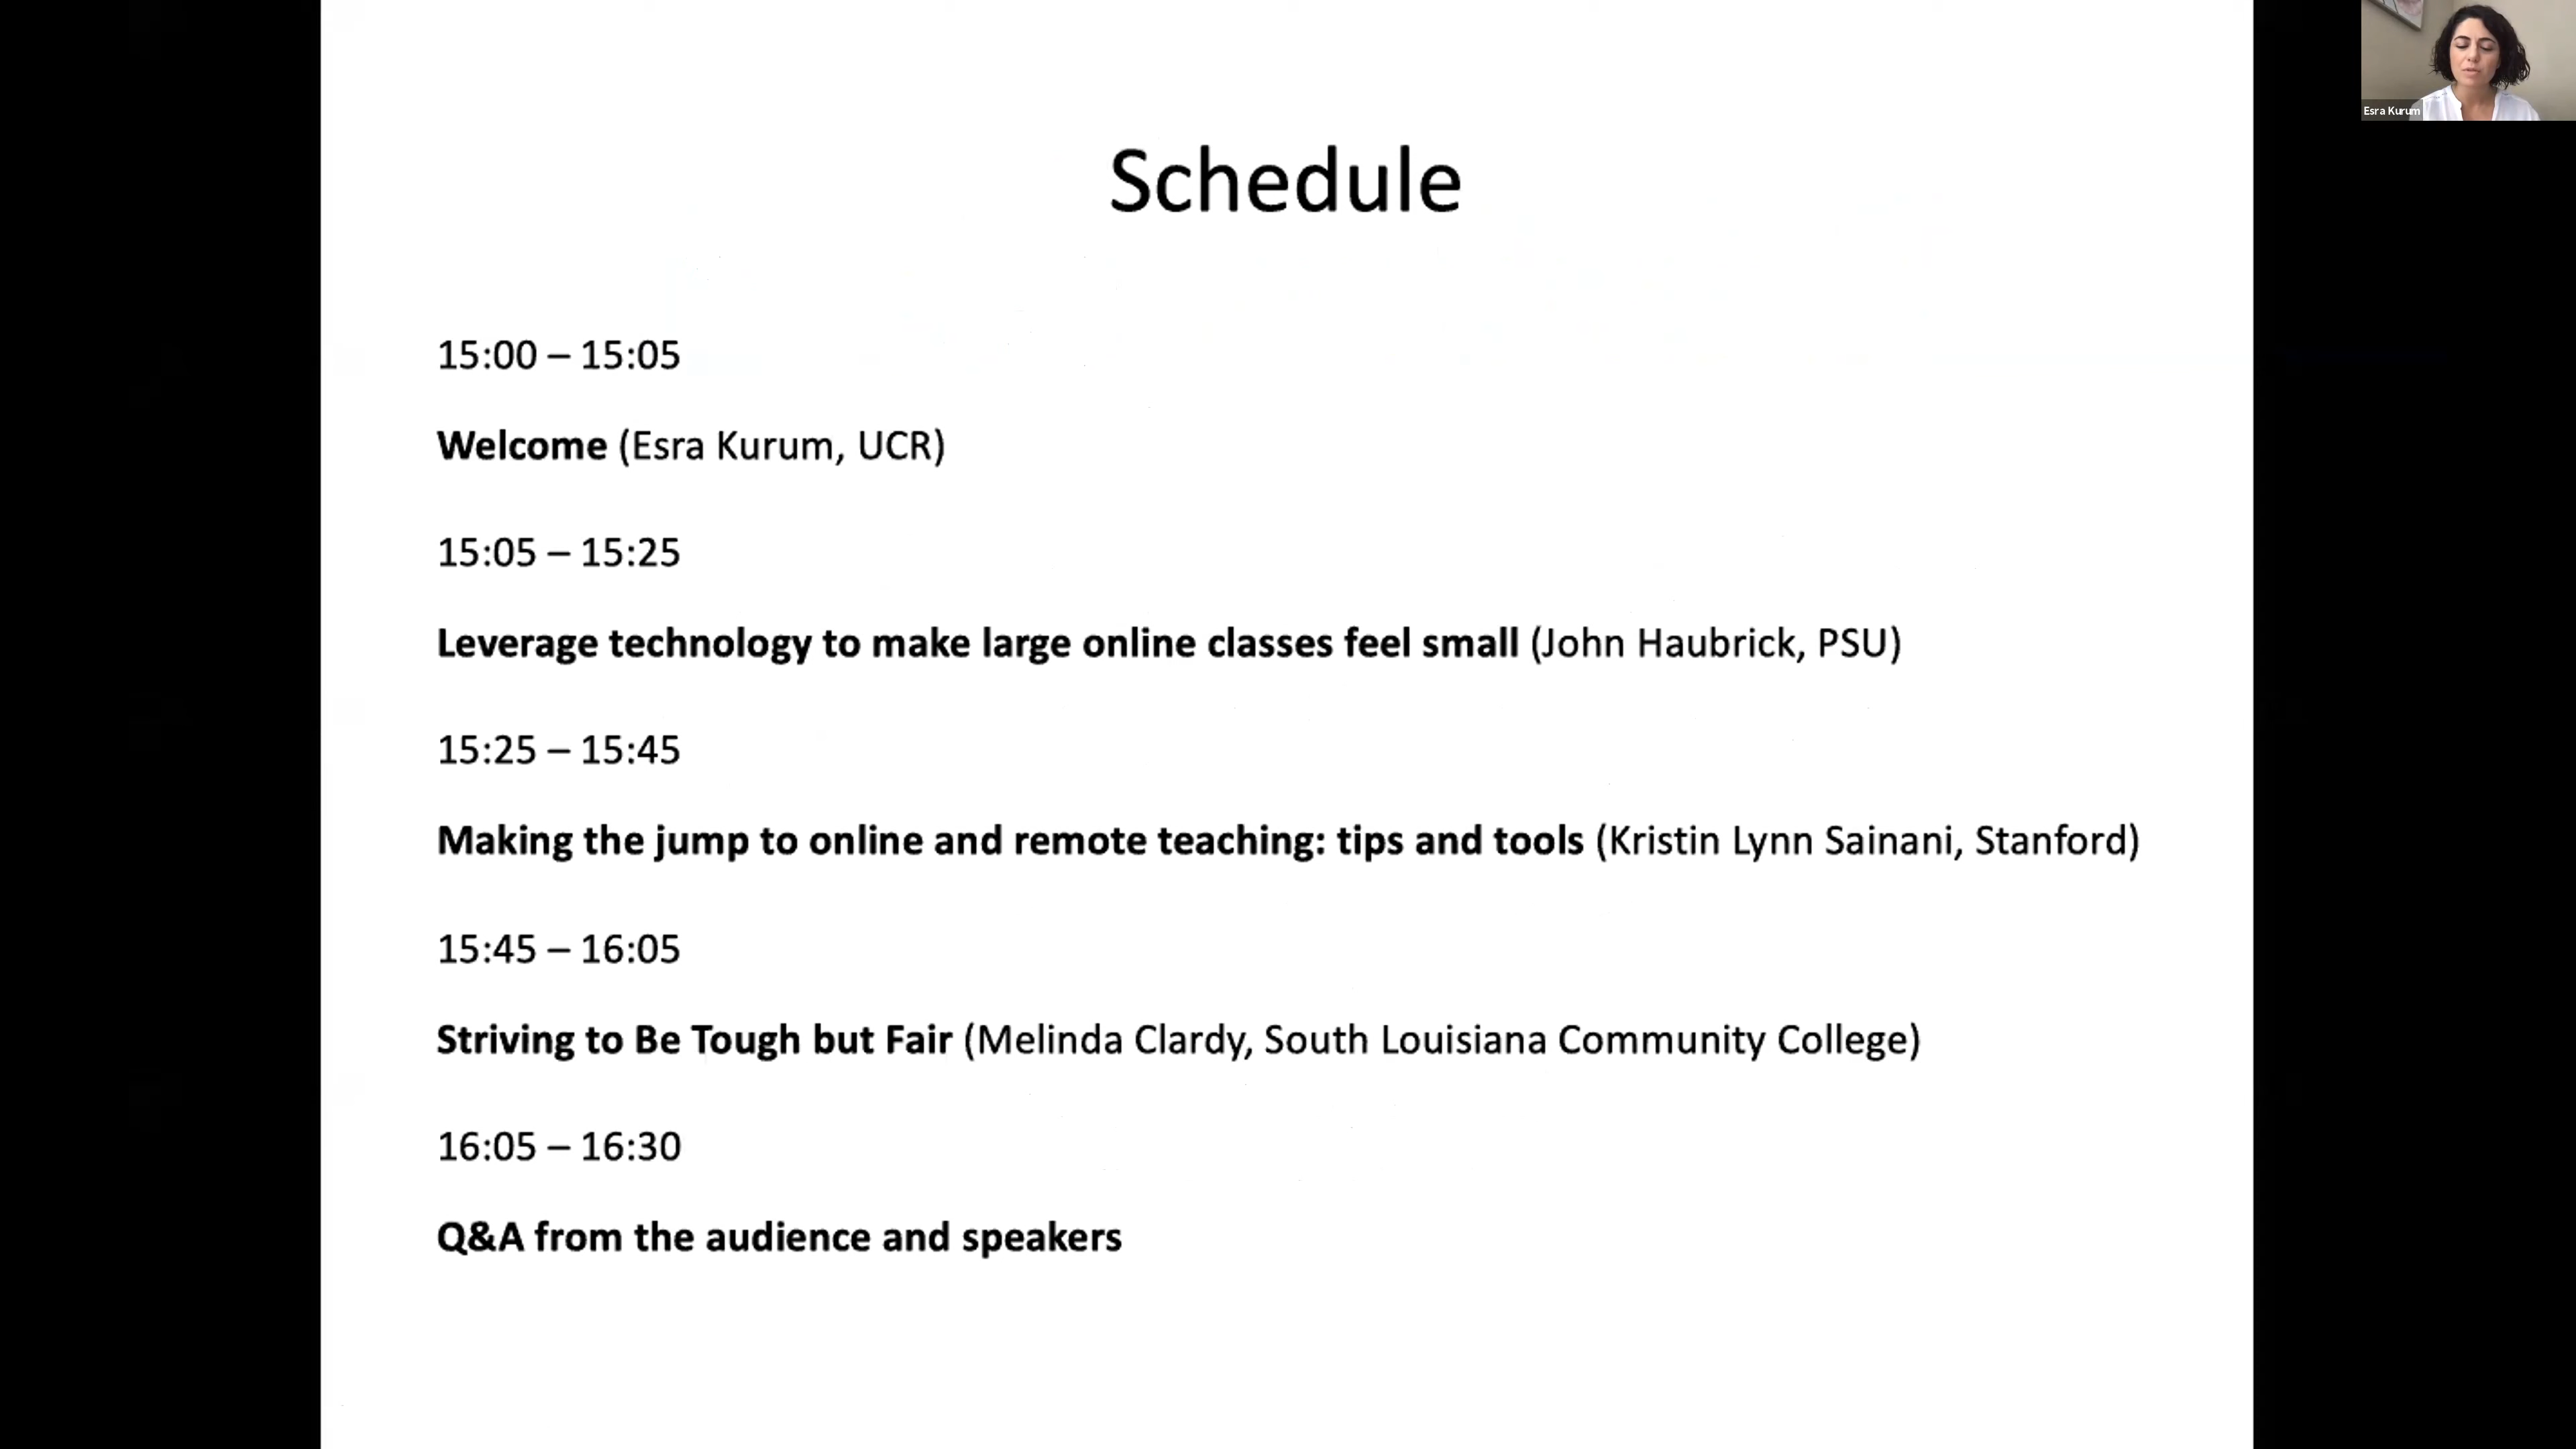 Schedule
15:00 – 15:05
Welcome (Esra Kurum, UCR)
15:05 – 15:25
Leverage technology to make large online classes feel small (John Haubrick, PSU)
15:25 – 15:45
Making the jump to online and remote teaching: tips and tools (Kristin Lynn Sainani, Stanford)
15:45 – 16:05
Striving to Be Tough but Fair (Melinda Clardy, South Louisiana Community College)
16:05 – 16:30
Q&A from the audience and speakers
Esra Kurum